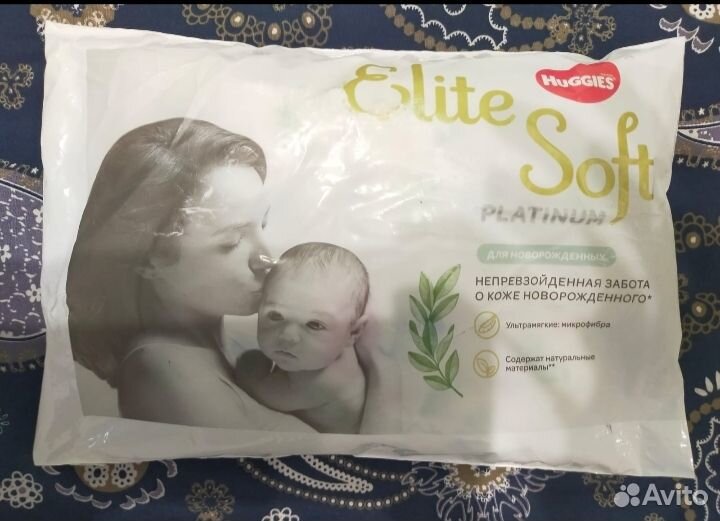 HUGGIES
Elite
Soft
PLATINUM
ДЛЯ НОВОРОЖДЕННЫХ
НЕПРЕВЗОЙДЕННАЯ ЗАБОТА
О КОЖЕ НОВОРОЖДЕННОГО*
Ультрамягкие: микрофибра
Содержат натуральные
материалы**
Avito